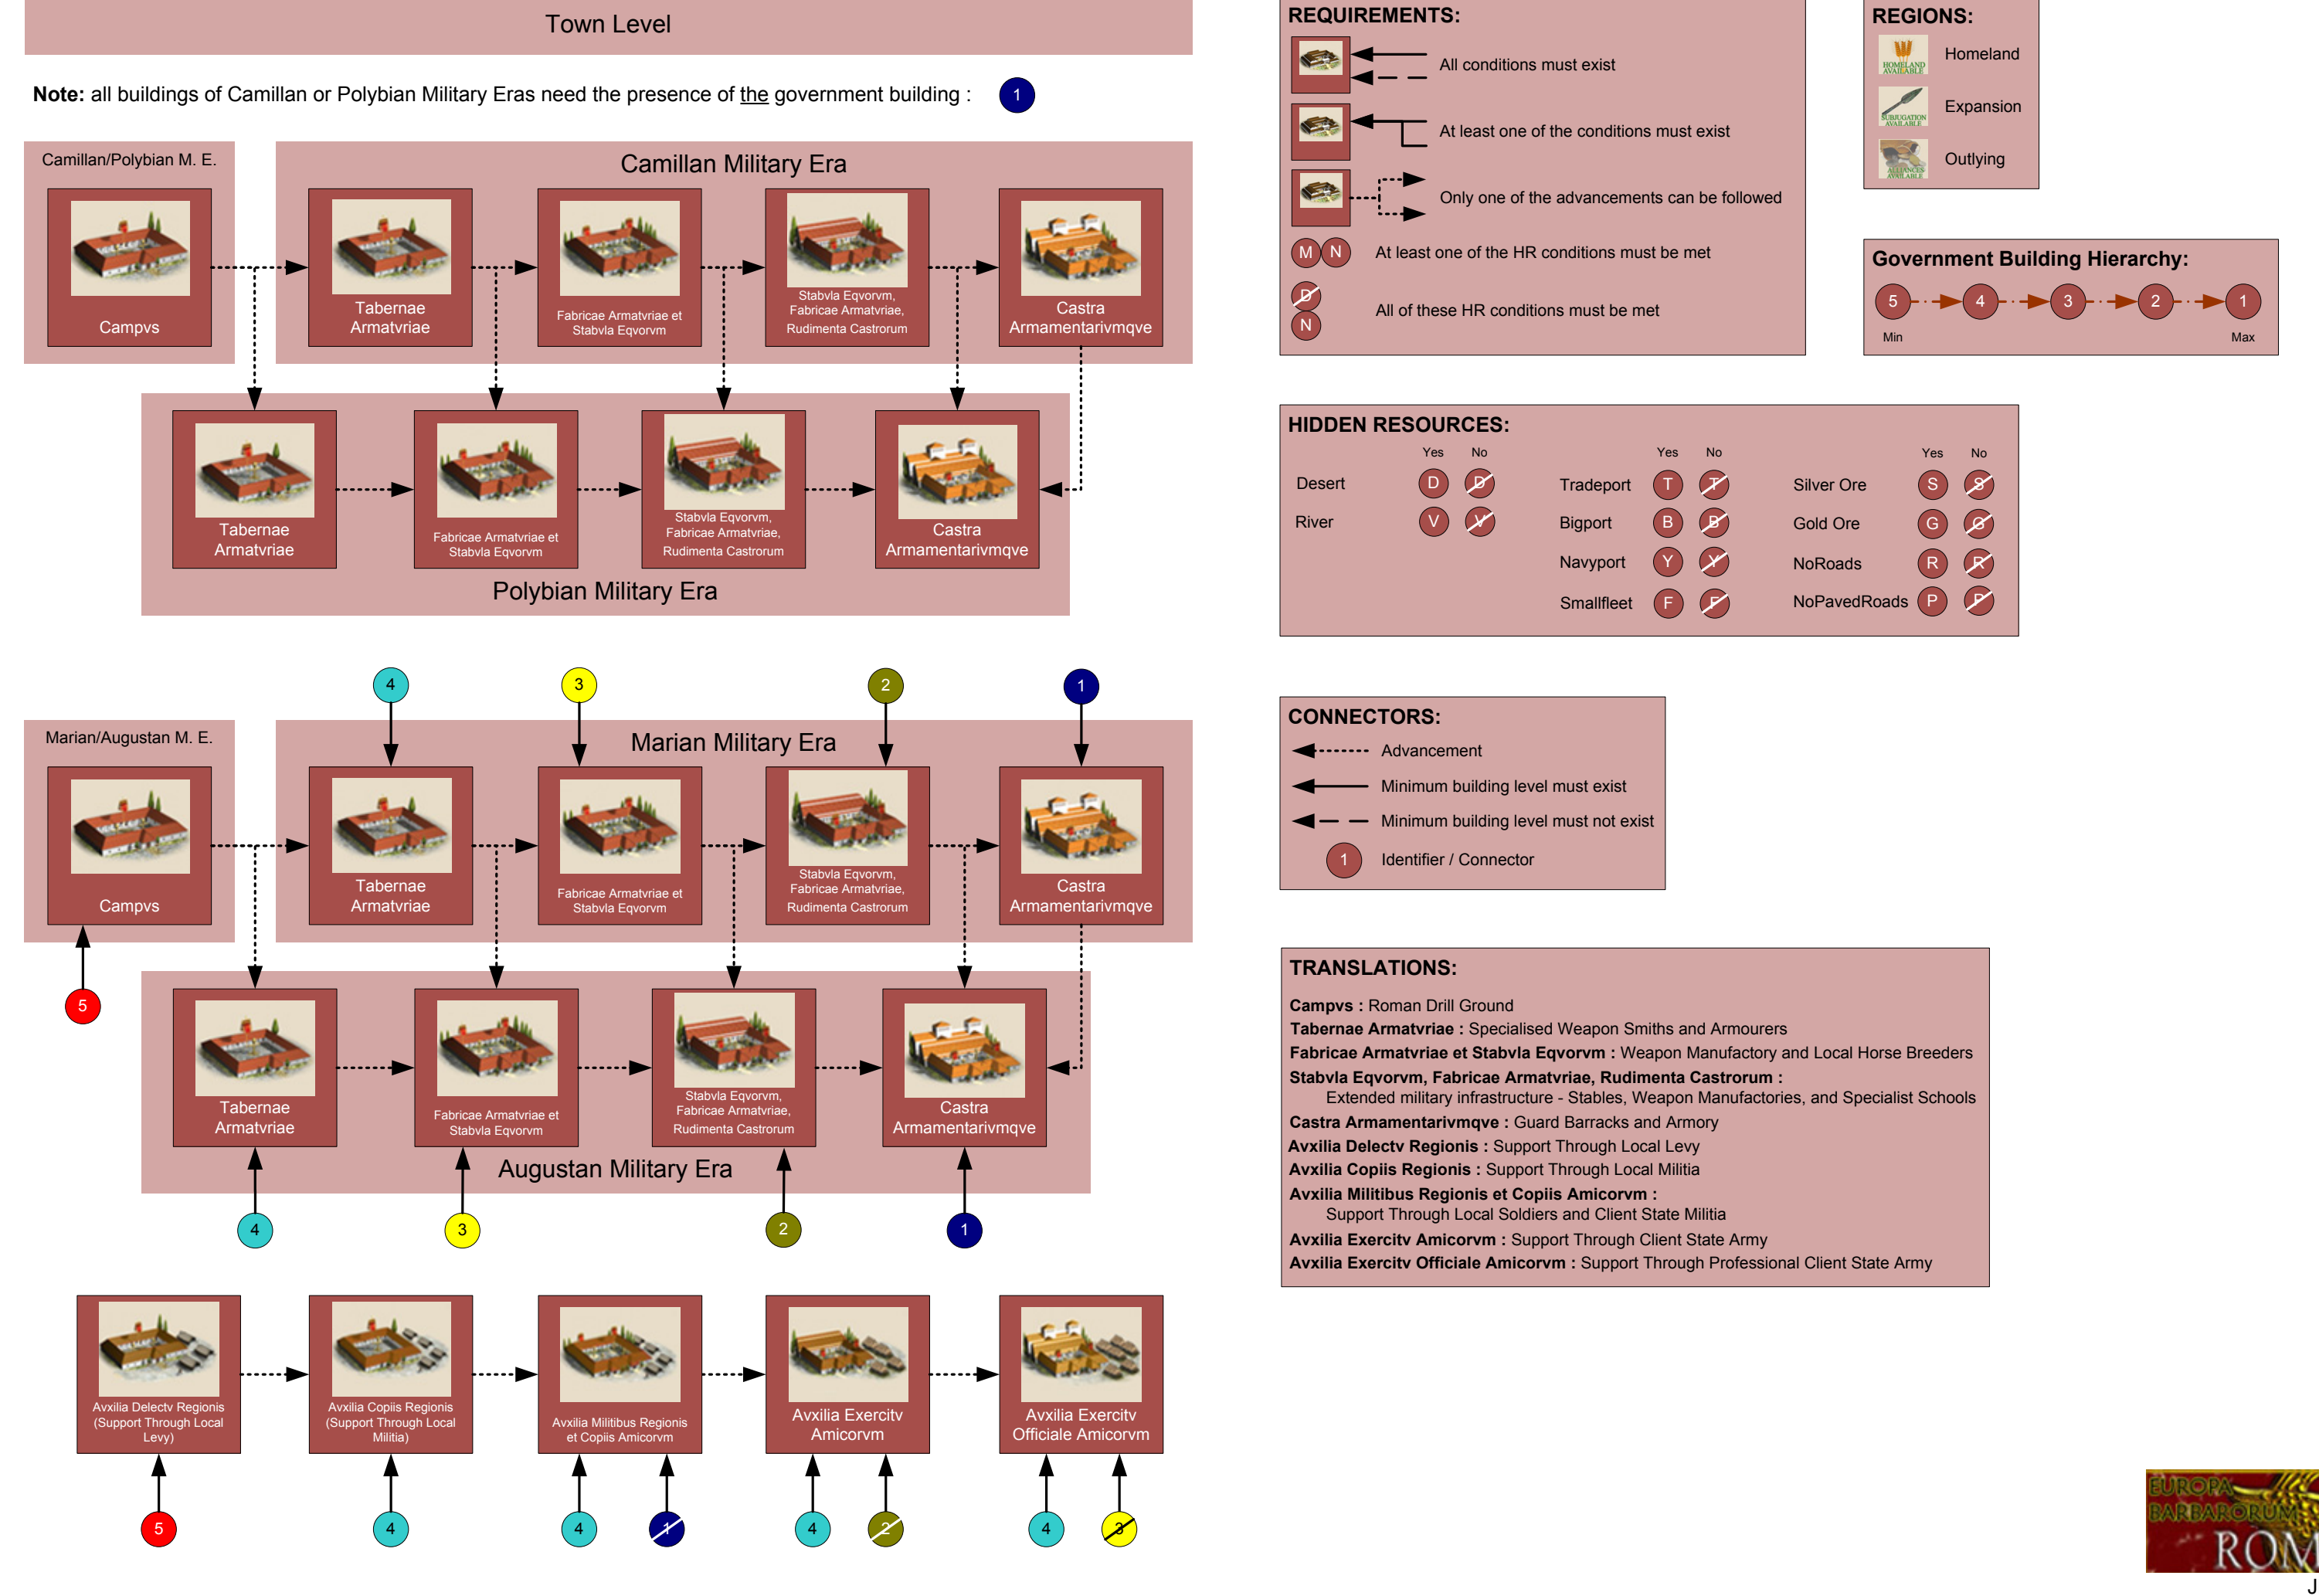 Town Level
Note: all buildings of Camillan or Polybian Military Eras need the presence of the government building :
1
Camillan/Polybian M. E.
Campvs
Camillan Military Era
Tabernae
Armatvriae
Fabricae Armatvriae et
Stabvla Eqvorvm
Stabvla Eqvorvm,
Fabricae Armatvriae,
Rudimenta Castrorum
Castra
Armamentarivmqve
Tabernae
Armatvriae
Fabricae Armatvriae et
Stabvla Eqvorvm
Stabvla Eqvorvm,
Fabricae Armatvriae,
Rudimenta Castrorum
Castra
Armamentarivmqve
Polybian Military Era
4
3
2
1
Marian/Augustan M. E.
Campvs
5
Marian Military Era
Tabernae
Armatvriae
Fabricae Armatvriae et
Stabvla Eqvorvm
Stabvla Eqvorvm,
Fabricae Armatvriae,
Rudimenta Castrorum
Castra
Armamentarivmqve
Tabernae
Armatvriae
Fabricae Armatvriae et
Stabvla Eqvorvm
Stabvla Eqvorvm,
Fabricae Armatvriae,
Rudimenta Castrorum
Castra
Armamentarivmqve
Augustan Military Era
4
3
2
1
Avxilia Delectv Regionis
(Support Through Local
Levy)
Avxilia Copiis Regionis
(Support Through Local
Militia)
Avxilia Militibus Regionis
et Copiis Amicorvm
Avxilia Exercitv
Amicorvm
Avxilia Exercitv
Officiale Amicorvm
5
4
4
1
4
2
4
3
REQUIREMENTS:
All conditions must exist
At least one of the conditions must exist
Only one of the advancements can be followed
M N At least one of the HR conditions must be met
D
N
All of these HR conditions must be met
REGIONS:
HOMELAND
AVAILABLE
Homeland
SUBJUGATION
AVAILABLE
Expansion
ALLIANCES
AVAILABLE
Outlying
Government Building Hierarchy:
5 4 3 2 1
Min Max
HIDDEN RESOURCES:
Yes No Yes No Yes No
Desert D D Tradeport T T Silver Ore S S
River V V Bigport B B Gold Ore G G
Navyport Y Y NoRoads R R
Smallfleet F F NoPavedRoads P P
CONNECTORS:
Advancement
Minimum building level must exist
Minimum building level must not exist
1 Identifier / Connector
TRANSLATIONS:
Campvs : Roman Drill Ground
Tabernae Armatvriae : Specialised Weapon Smiths and Armourers
Fabricae Armatvriae et Stabvla Eqvorvm : Weapon Manufactory and Local Horse Breeders
Stabvla Eqvorvm, Fabricae Armatvriae, Rudimenta Castrorum :
Extended military infrastructure - Stables, Weapon Manufactories, and Specialist Schools
Castra Armamentarivmqve : Guard Barracks and Armory
Avxilia Delectv Regionis : Support Through Local Levy
Avxilia Copiis Regionis : Support Through Local Militia
Avxilia Militibus Regionis et Copiis Amicorvm :
Support Through Local Soldiers and Client State Militia
Avxilia Exercitv Amicorvm : Support Through Client State Army
Avxilia Exercitv Officiale Amicorvm : Support Through Professional Client State Army
EUROPA
BARBARORUM
ROM
J